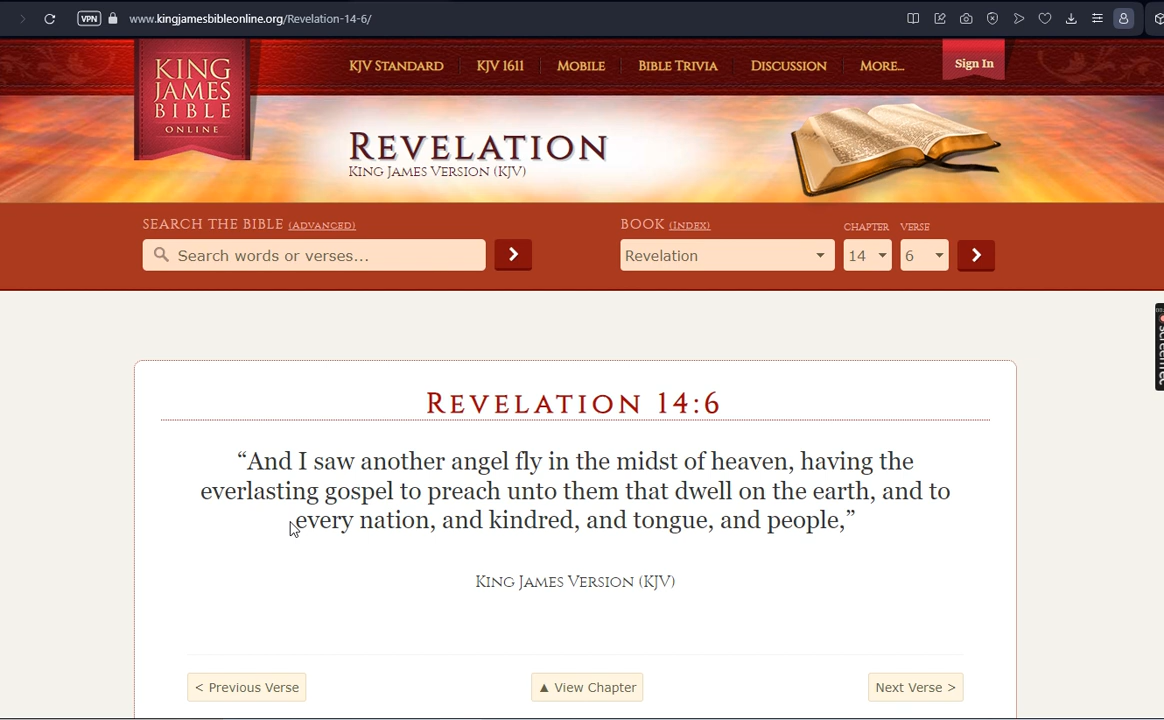 VPN www.kingjamesbibleonline.org/Revelation-14-6/
KING
JAMES
BIBLE
ONLINE
KJV STANDARD KJV 1611 MOBILE BIBLE TRIVIA DISCUSSION MORE... Sign In
REVELATION
KING JAMES VERSION (KJV)
SEARCH THE BIBLE (ADVANCED) BOOK (INDEX) CHAPTER VERSE
Search words or verses... Revelation 14 6
REVELATION 14:6
“And I saw another angel fly in the midst of heaven, having the
everlasting gospel to preach unto them that dwell on the earth, and to
every nation, and kindred, and tongue, and people,”
KING JAMES VERSION (KJV)
< Previous Verse ▲ View Chapter Next Verse >